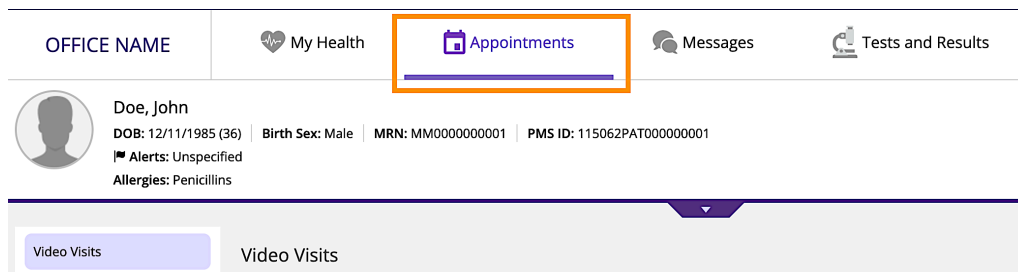 OFFICE NAME My Health Appointments Messages Tests and Results
Doe, John
DOB: 12/11/1985 (36) Birth Sex: Male MRN: MM0000000001 PMS ID: 115062PAT000000001
Alerts: Unspecified
Allergies: Penicillins
Video Visits Video Visits